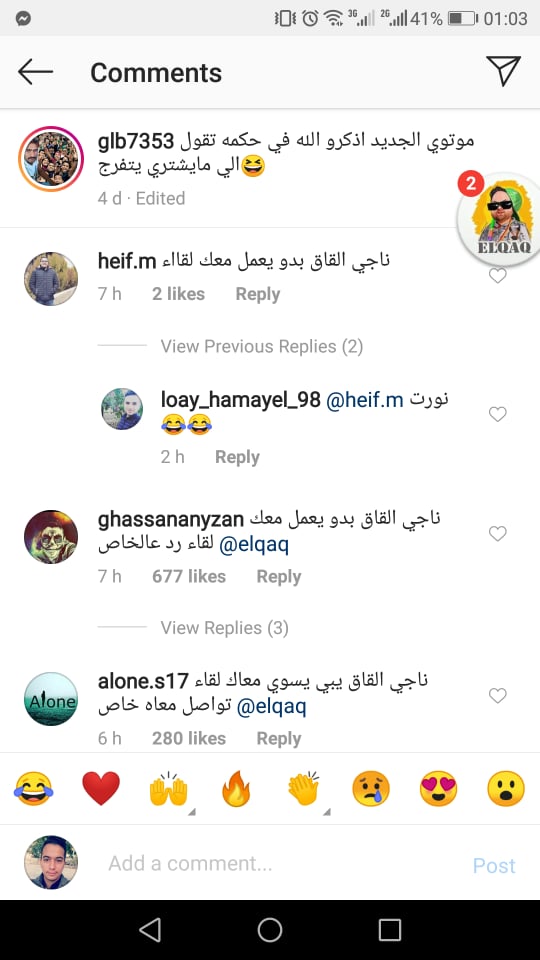 3G
2G
41%
01:03
Comments
glb7353 موتوي الجديد اذكرو الله في حكمه تقول
الي مايشتري يتفرج😆
4 d · Edited
2
ELQAQ
heif.m ناجي القاق بدو يعمل معك لقااء
7 h 2 likes Reply
View Previous Replies (2)
loay_hamayel_98 @heif.m نورت
😂😂
2 h Reply
ghassananyzan ناجي القاق بدو يعمل معك
لقاء رد عالخاص @elqaq
7 h 677 likes Reply
View Replies (3)
Alone
alone.s17 ناجي القاق يبي يسوي معاك لقاء
تواصل معاه خاص @elqaq
6 h 280 likes Reply
😂 ❤️ 🙌 🔥 👏 😢 😍 😮
Add a comment...
Post